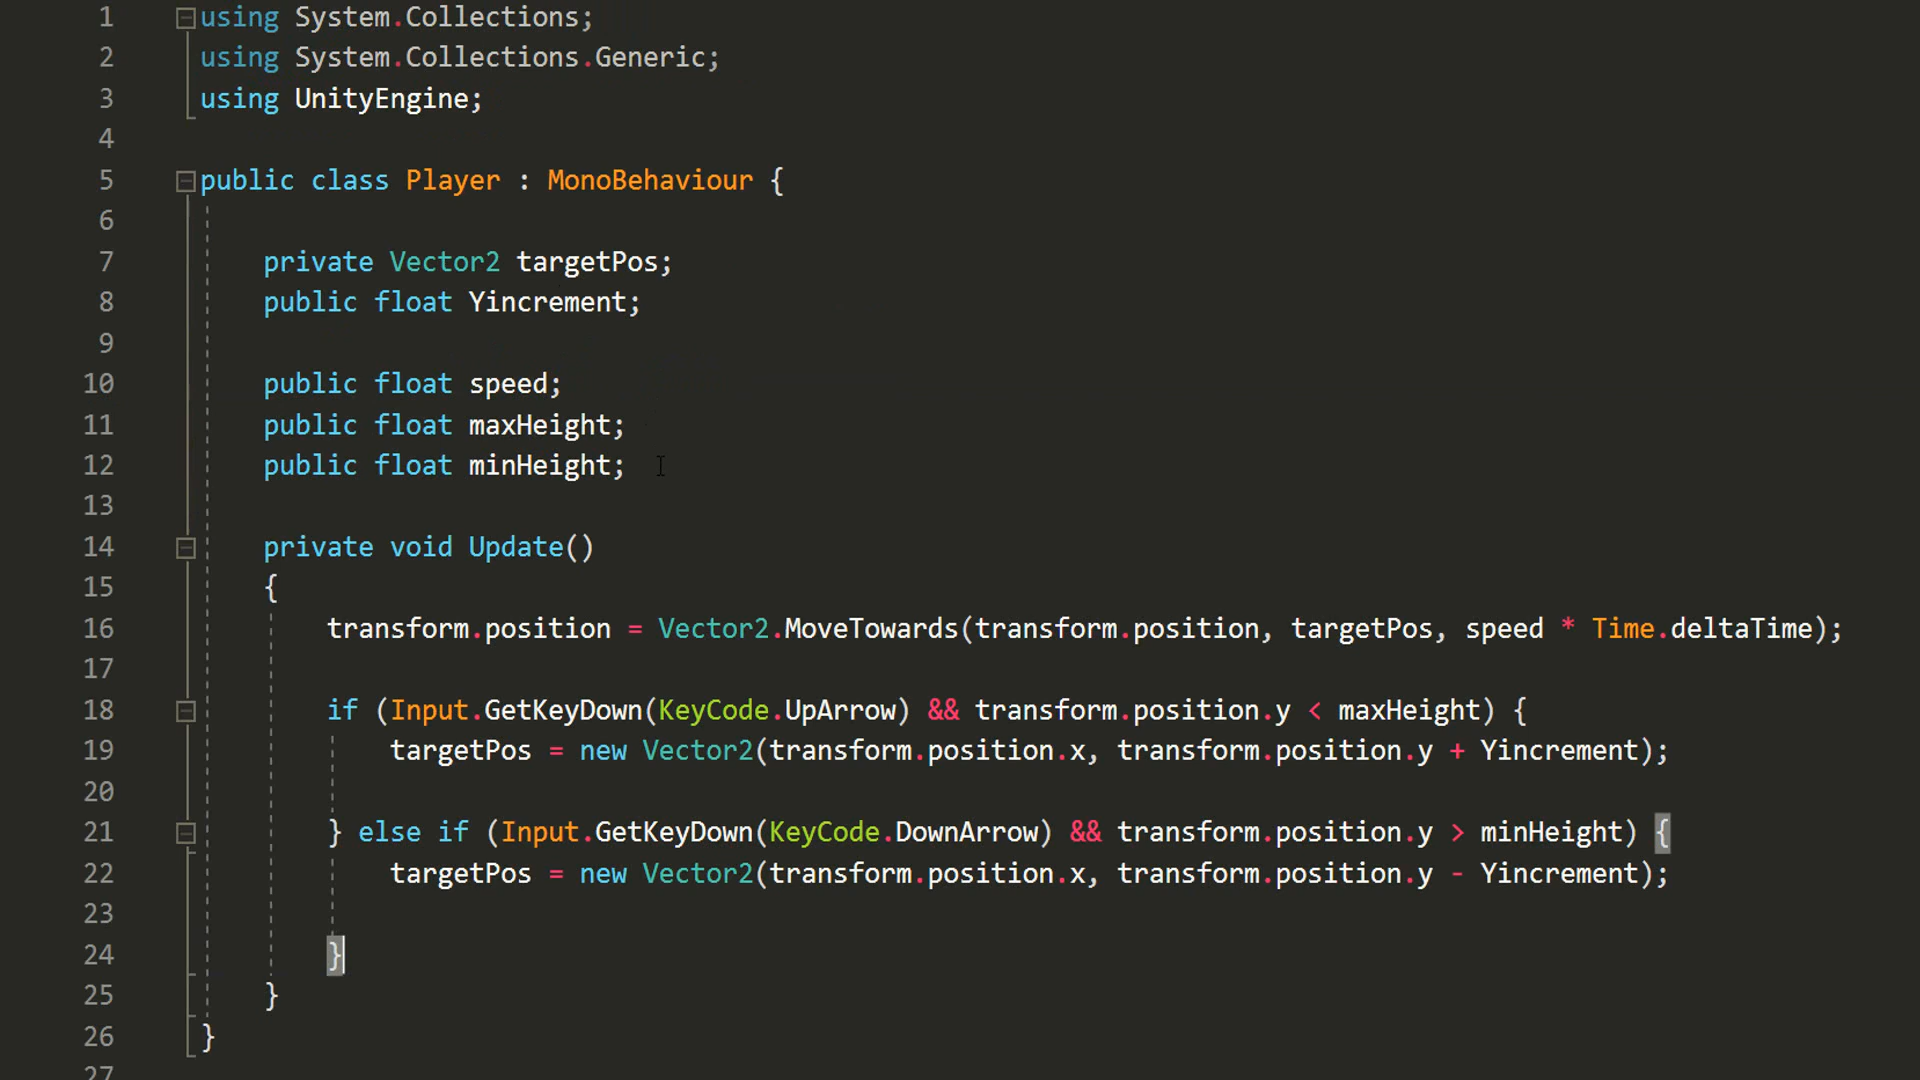 1 using System.Collections;
2 using System.Collections.Generic;
3 using UnityEngine;
4
5 public class Player : MonoBehaviour {
6
7 private Vector2 targetPos;
8 public float Yincrement;
9
10 public float speed;
11 public float maxHeight;
12 public float minHeight;
13
14 private void Update()
15 {
16 transform.position = Vector2.MoveTowards(transform.position, targetPos, speed * Time.deltaTime);
17
18 if (Input.GetKeyDown(KeyCode.UpArrow) && transform.position.y < maxHeight) {
19 targetPos = new Vector2(transform.position.x, transform.position.y + Yincrement);
20
21 } else if (Input.GetKeyDown(KeyCode.DownArrow) && transform.position.y > minHeight) {
22 targetPos = new Vector2(transform.position.x, transform.position.y - Yincrement);
23
24 }
25 }
26 }
27